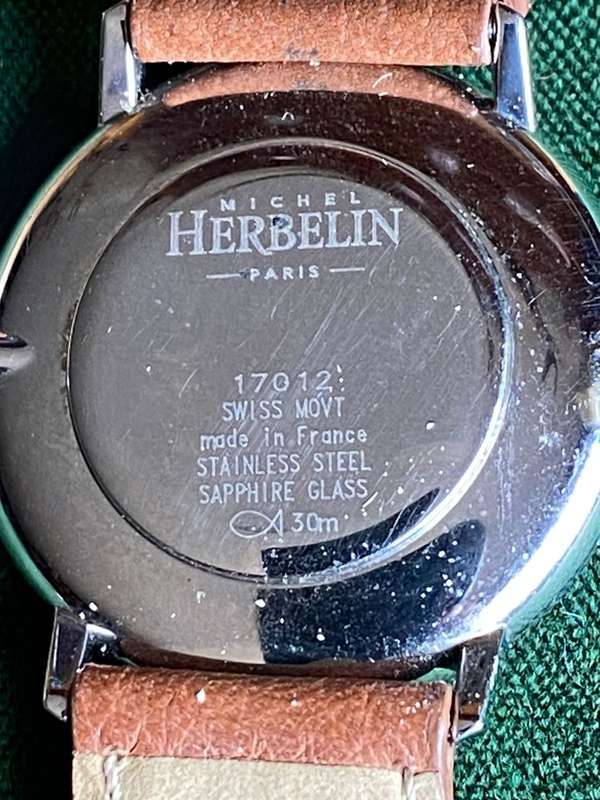 MICHEL
HERBELIN
PARIS
17012
SWISS MOVT
made in France
STAINLESS STEEL
SAPPHIRE GLASS
30m